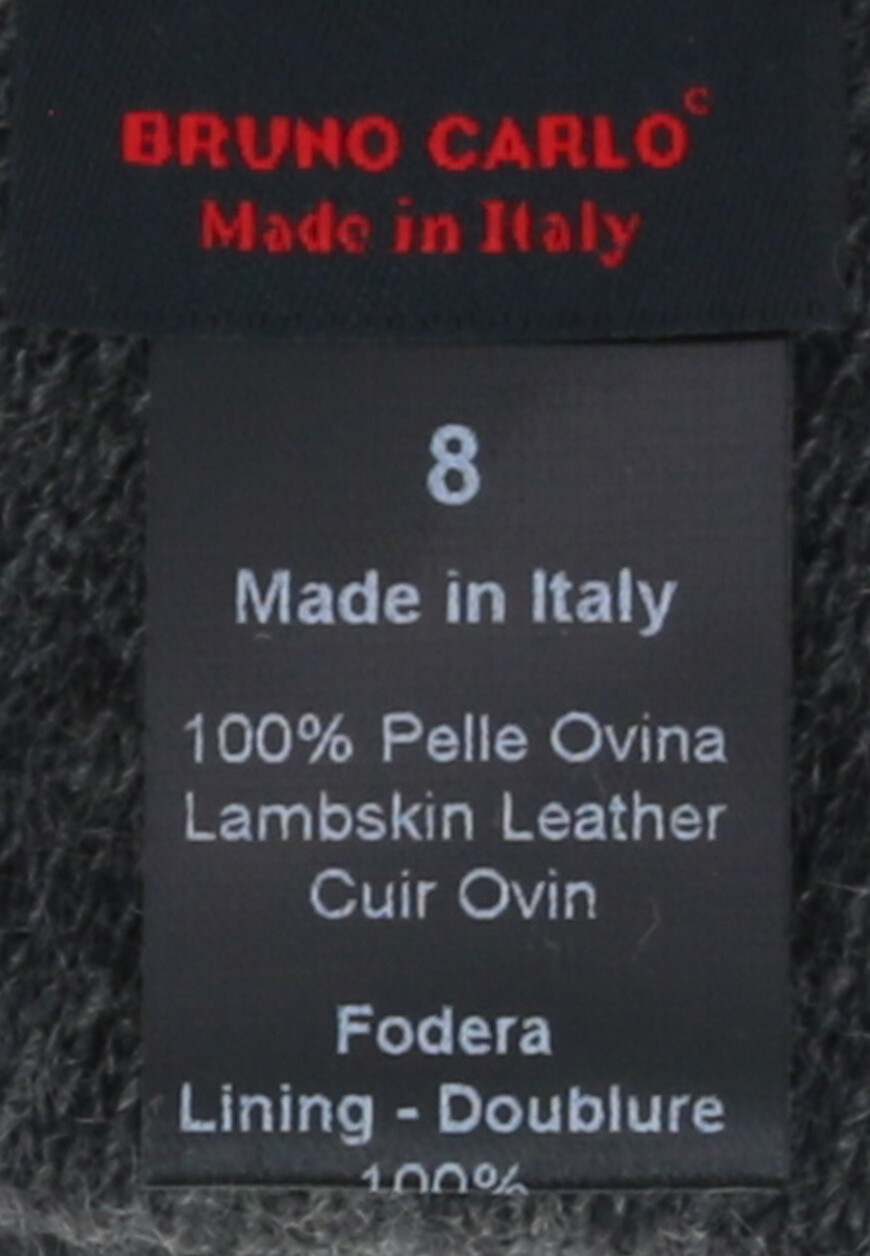 BRUNO CARLO©
Made in Italy
8
Made in Italy
100% Pelle Ovina
Lambskin Leather
Cuir Ovin
Fodera
Lining - Doublure
100%